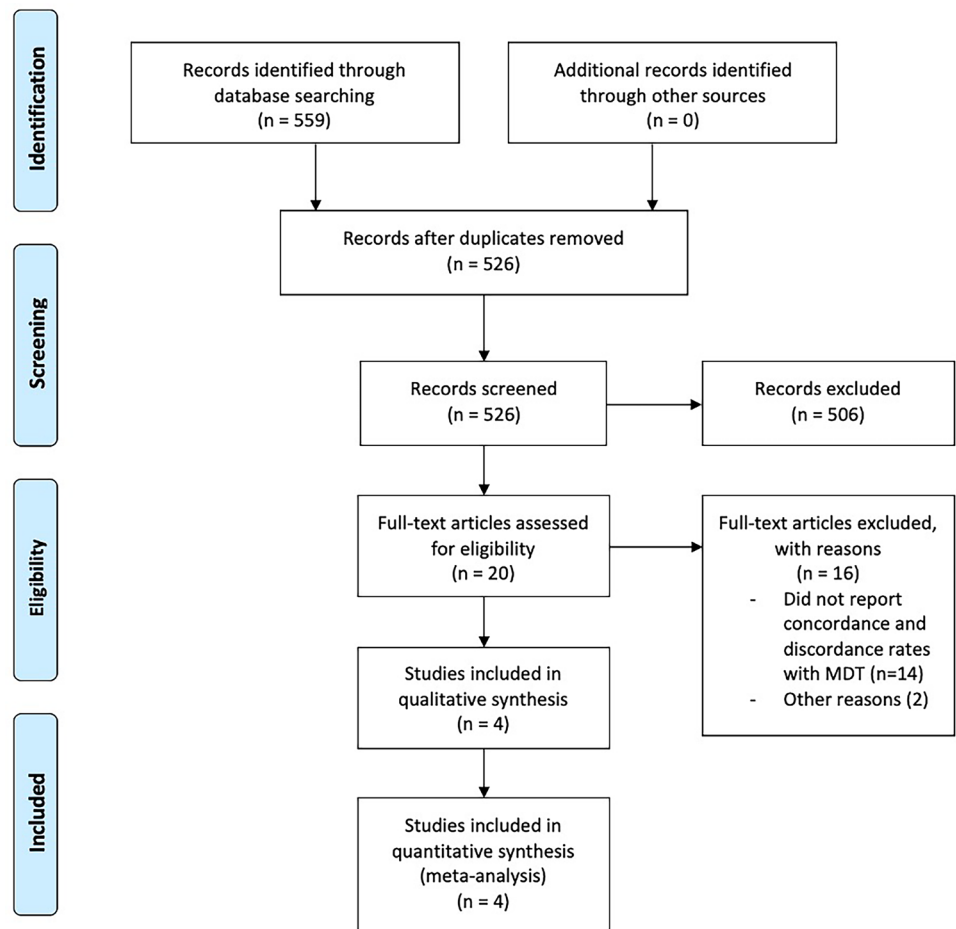 Identification
Records identified through
database searching
(n = 559)
Additional records identified
through other sources
(n = 0)
Records after duplicates removed
(n = 526)
Screening
Records screened
(n = 526)
Records excluded
(n = 506)
Eligibility
Full-text articles assessed
for eligibility
(n = 20)
Full-text articles excluded,
with reasons
(n = 16)
- Did not report
concordance and
discordance rates
with MDT (n=14)
- Other reasons (2)
Studies included in
qualitative synthesis
(n = 4)
Included
Studies included in
quantitative synthesis
(meta-analysis)
(n = 4)